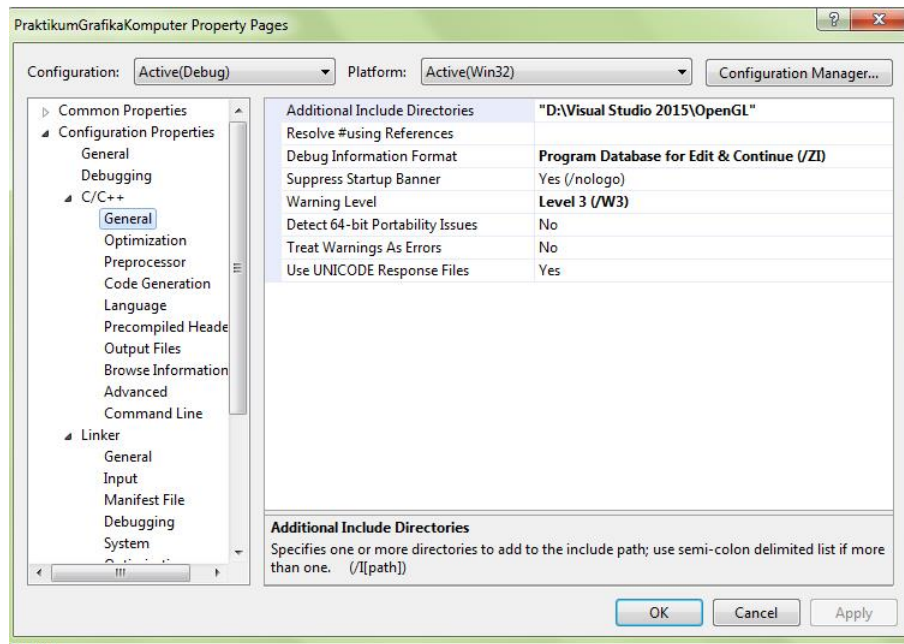 PraktikumGrafikaKomputer Property Pages
Configuration: Active(Debug) Platform: Active(Win32) Configuration Manager...
Common Properties
Configuration Properties
General
Debugging
C/C++
General
Optimization
Preprocessor
Code Generation
Language
Precompiled Heade
Output Files
Browse Information
Advanced
Command Line
Linker
General
Input
Manifest File
Debugging
System
Additional Include Directories "D:\Visual Studio 2015\OpenGL"
Resolve #using References
Debug Information Format Program Database for Edit & Continue (/ZI)
Suppress Startup Banner Yes (/nologo)
Warning Level Level 3 (/W3)
Detect 64-bit Portability Issues No
Treat Warnings As Errors No
Use UNICODE Response Files Yes
Additional Include Directories
Specifies one or more directories to add to the include path; use semi-colon delimited list if more
than one. (/I[path])
OK Cancel Apply